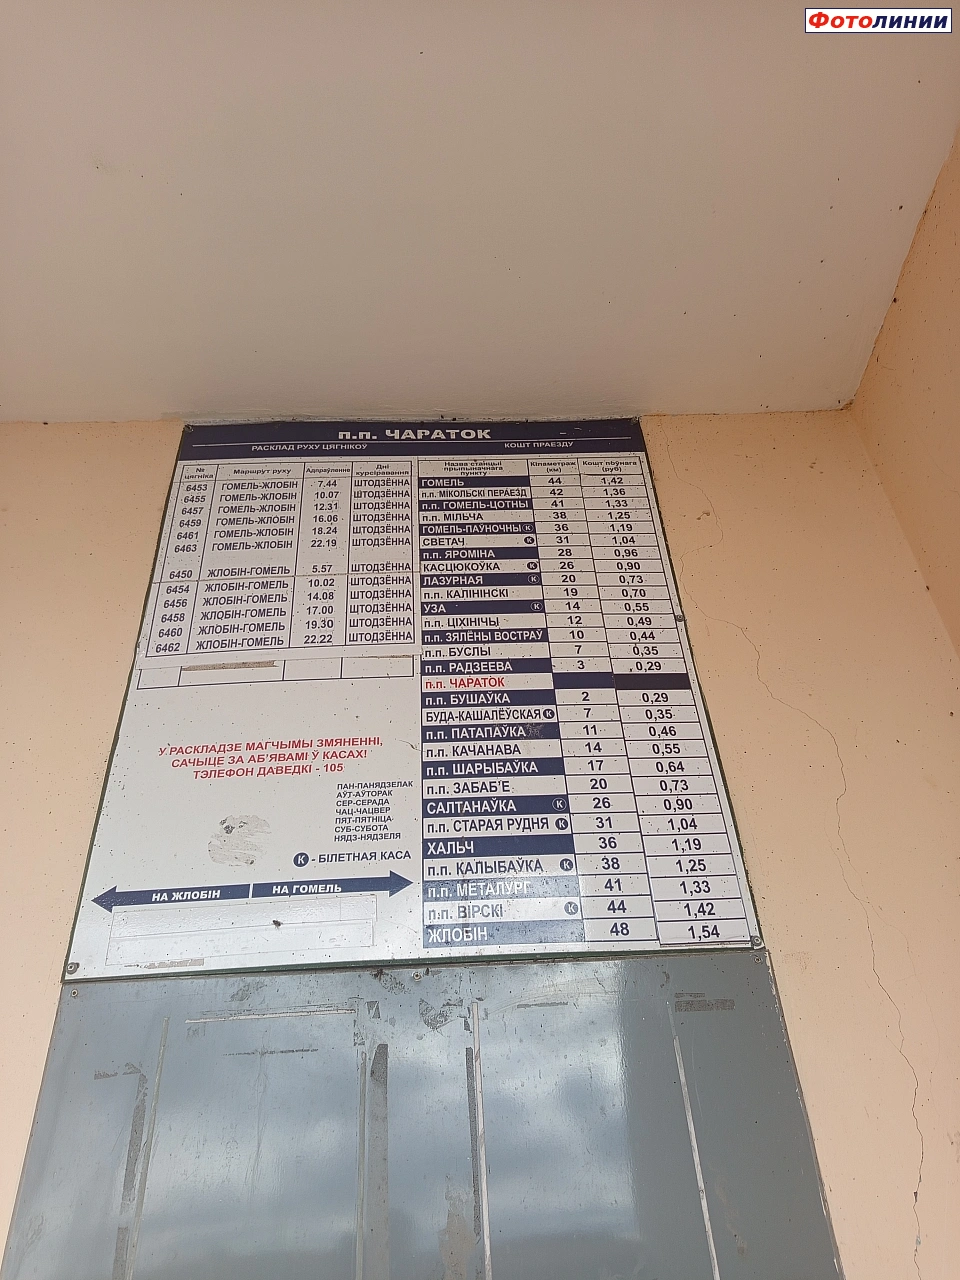 ФОТОЛИНИИ
п.п. ЧАРАТОК
РАСКЛАД РУХУ ЦЯГНІКОЎ КОШТ ПРАЕЗДУ
№ цягніка Маршрут руху Адпраўленне Дні курсіравання
6453 ГОМЕЛЬ-ЖЛОБІН 7.44 ШТОДЗЁННА
6455 ГОМЕЛЬ-ЖЛОБІН 10.07 ШТОДЗЁННА
6457 ГОМЕЛЬ-ЖЛОБІН 12.31 ШТОДЗЁННА
6459 ГОМЕЛЬ-ЖЛОБІН 16.06 ШТОДЗЁННА
6461 ГОМЕЛЬ-ЖЛОБІН 18.24 ШТОДЗЁННА
6463 ГОМЕЛЬ-ЖЛОБІН 22.19 ШТОДЗЁННА
6450 ЖЛОБІН-ГОМЕЛЬ 5.57 ШТОДЗЁННА
6454 ЖЛОБІН-ГОМЕЛЬ 10.02 ШТОДЗЁННА
6456 ЖЛОБІН-ГОМЕЛЬ 14.08 ШТОДЗЁННА
6458 ЖЛОБІН-ГОМЕЛЬ 17.00 ШТОДЗЁННА
6460 ЖЛОБІН-ГОМЕЛЬ 19.30 ШТОДЗЁННА
6462 ЖЛОБІН-ГОМЕЛЬ 22.22 ШТОДЗЁННА
У РАСКЛАДЗЕ МАГЧЫМЫ ЗМЯНЕННІ,
САЧЫЦЕ ЗА АБ'ЯВАМІ Ў КАСАХ!
ТЭЛЕФОН ДАВЕДКІ - 105
ПАН-ПАНЯДЗЕЛАК
АЎТ-АЎТОРАК
СЕР-СЕРАДА
ЧАЦ-ЧАЦВЕР
ПЯТ-ПЯТНІЦА
СУБ-СУБОТА
НЯДЗ-НЯДЗЕЛЯ
К - БІЛЕТНАЯ КАСА
НА ЖЛОБІН НА ГОМЕЛЬ
Назва станцыі прыпыначнага пункту Кіламетраж (км) Кошт поўнага (руб)
ГОМЕЛЬ 44 1,42
п.п. МІКОЛЬСКІ ПЕРАЕЗД 42 1,36
п.п. ГОМЕЛЬ-ЦОТНЫ 41 1,33
п.п. МІЛЬЧА 38 1,25
ГОМЕЛЬ-ПАЎНОЧНЫ К 36 1,19
СВЕТАЧ К 31 1,04
п.п. ЯРОМІНА 28 0,96
КАСЦЮКОЎКА К 26 0,90
ЛАЗУРНАЯ К 20 0,73
п.п. КАЛІНІНСКІ 19 0,70
УЗА К 14 0,55
п.п. ЦІХІНІЧЫ 12 0,49
п.п. ЗЯЛЁНЫ ВОСТРАЎ 10 0,44
п.п. БУСЛЫ 7 0,35
п.п. РАДЗЕЕВА 3 0,29
п.п. ЧАРАТОК
п.п. БУШАЎКА 2 0,29
БУДА-КАШАЛЁЎСКАЯ К 7 0,35
п.п. ПАТАПАЎКА 11 0,46
п.п. КАЧАНАВА 14 0,55
п.п. ШАРЫБАЎКА 17 0,64
п.п. ЗАБАБ'Е 20 0,73
САЛТАНАЎКА К 26 0,90
п.п. СТАРАЯ РУДНЯ К 31 1,04
ХАЛЬЧ 36 1,19
п.п. КАЛЫБАЎКА К 38 1,25
п.п. МЕТАЛУРГ 41 1,33
п.п. ВІРСКІ К 44 1,42
ЖЛОБІН 48 1,54